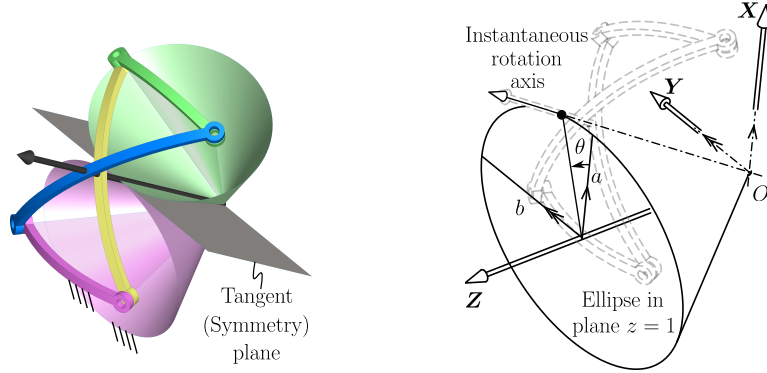 Tangent
(Symmetry)
plane
Instantaneous
rotation
axis
X
Y
θ
a
b
O
Z
Ellipse in
plane z = 1